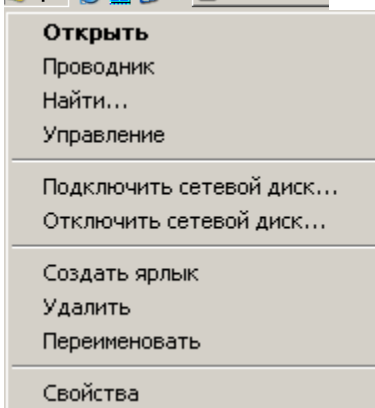 Открыть
Проводник
Найти...
Управление
Подключить сетевой диск...
Отключить сетевой диск...
Создать ярлык
Удалить
Переименовать
Свойства